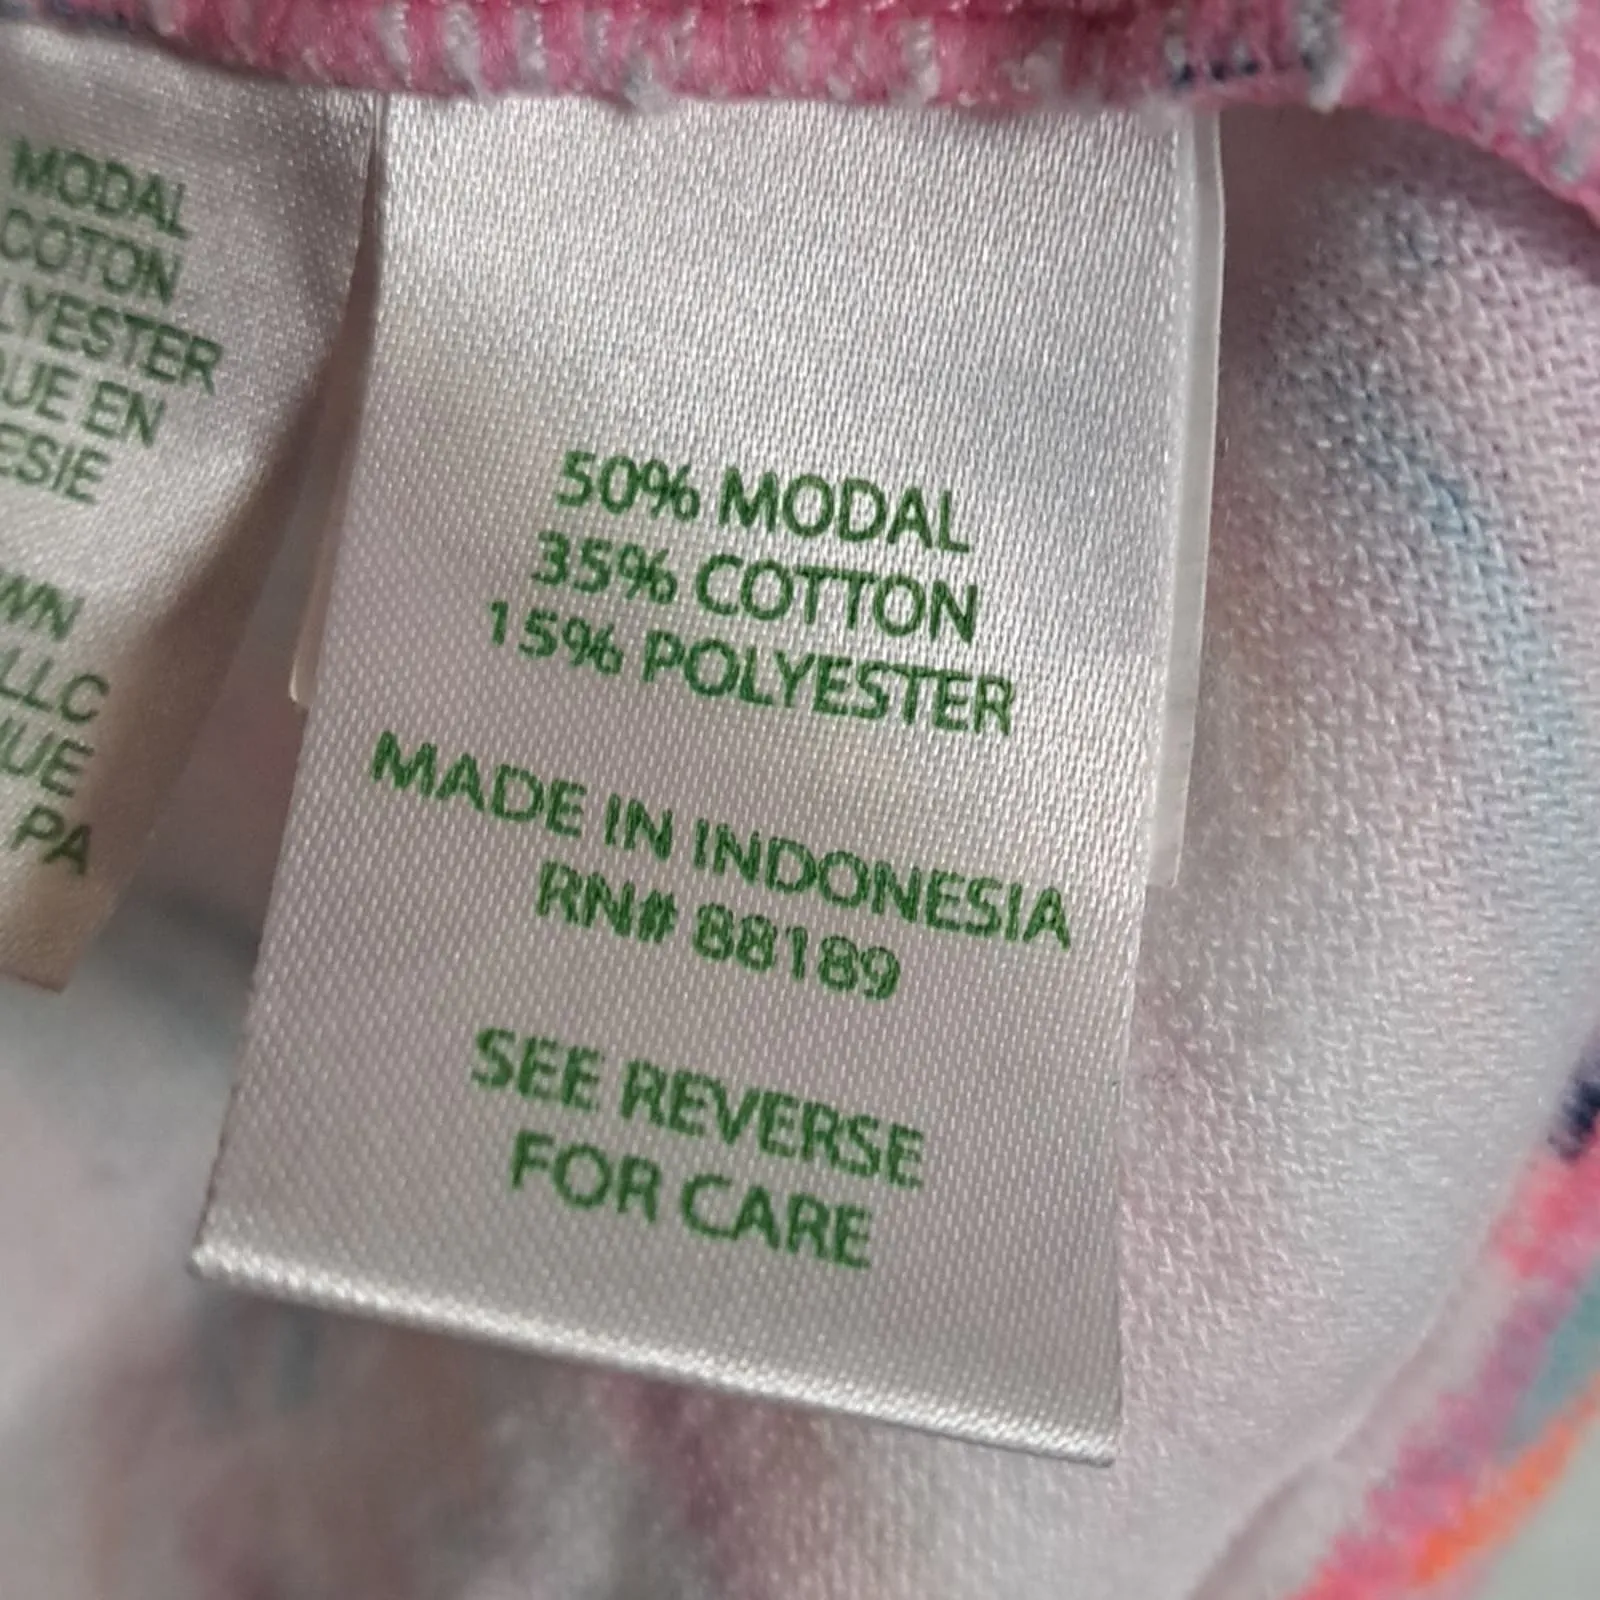 MODAL
COTON
LYESTER
UE EN
ESIE
WN
LLC
UE
PA
50% MODAL
35% COTTON
15% POLYESTER
MADE IN INDONESIA
RN# 88189
SEE REVERSE
FOR CARE